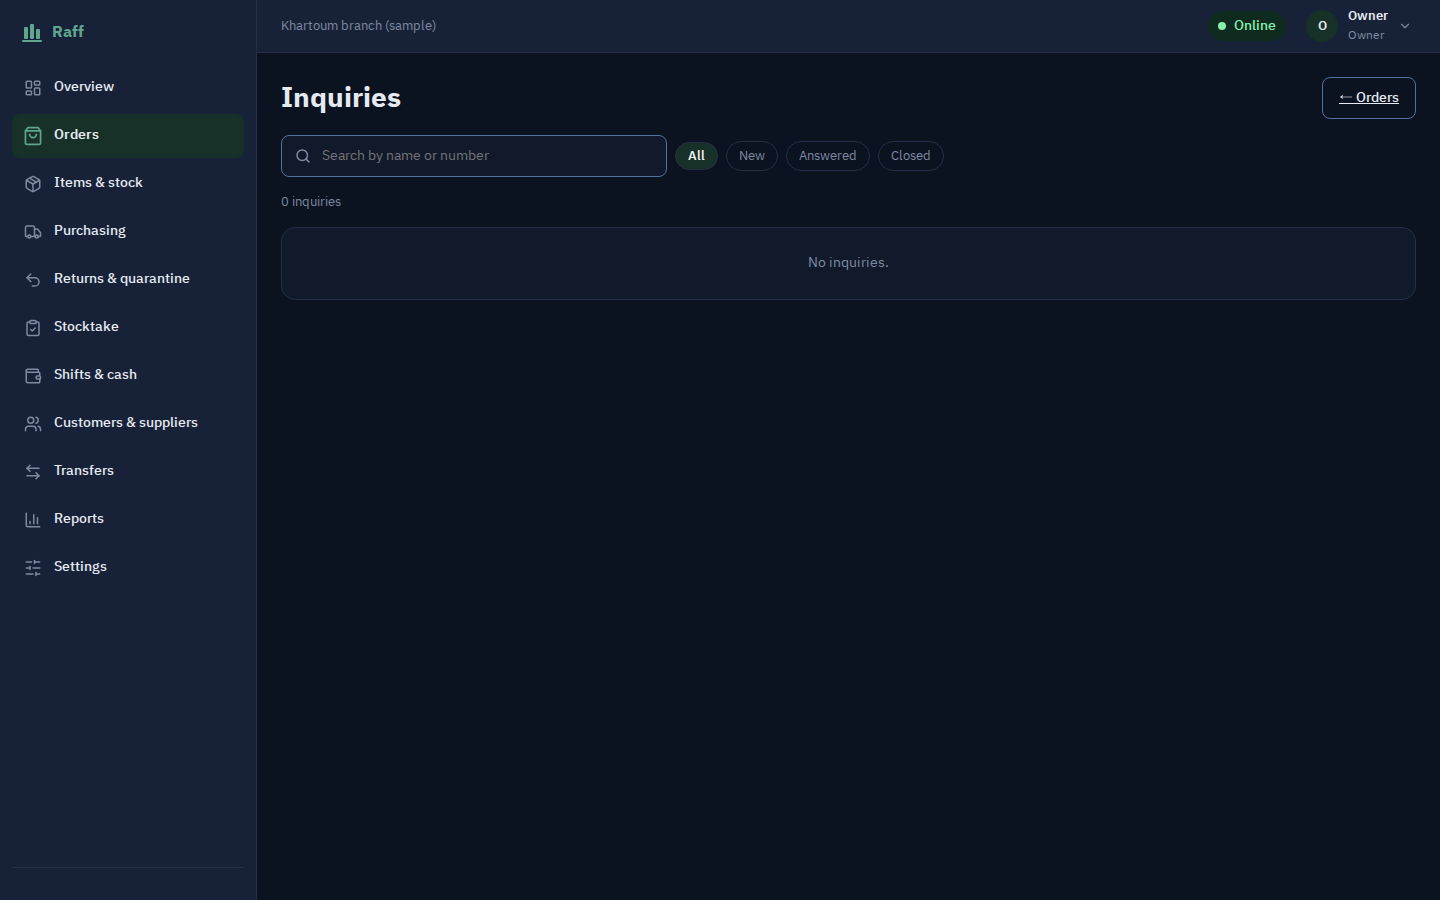 Raff
Overview
Orders
Items & stock
Purchasing
Returns & quarantine
Stocktake
Shifts & cash
Customers & suppliers
Transfers
Reports
Settings
Khartoum branch (sample)
Online
O
Owner
Owner
Inquiries
← Orders
Search by name or number
All
New
Answered
Closed
0 inquiries
No inquiries.